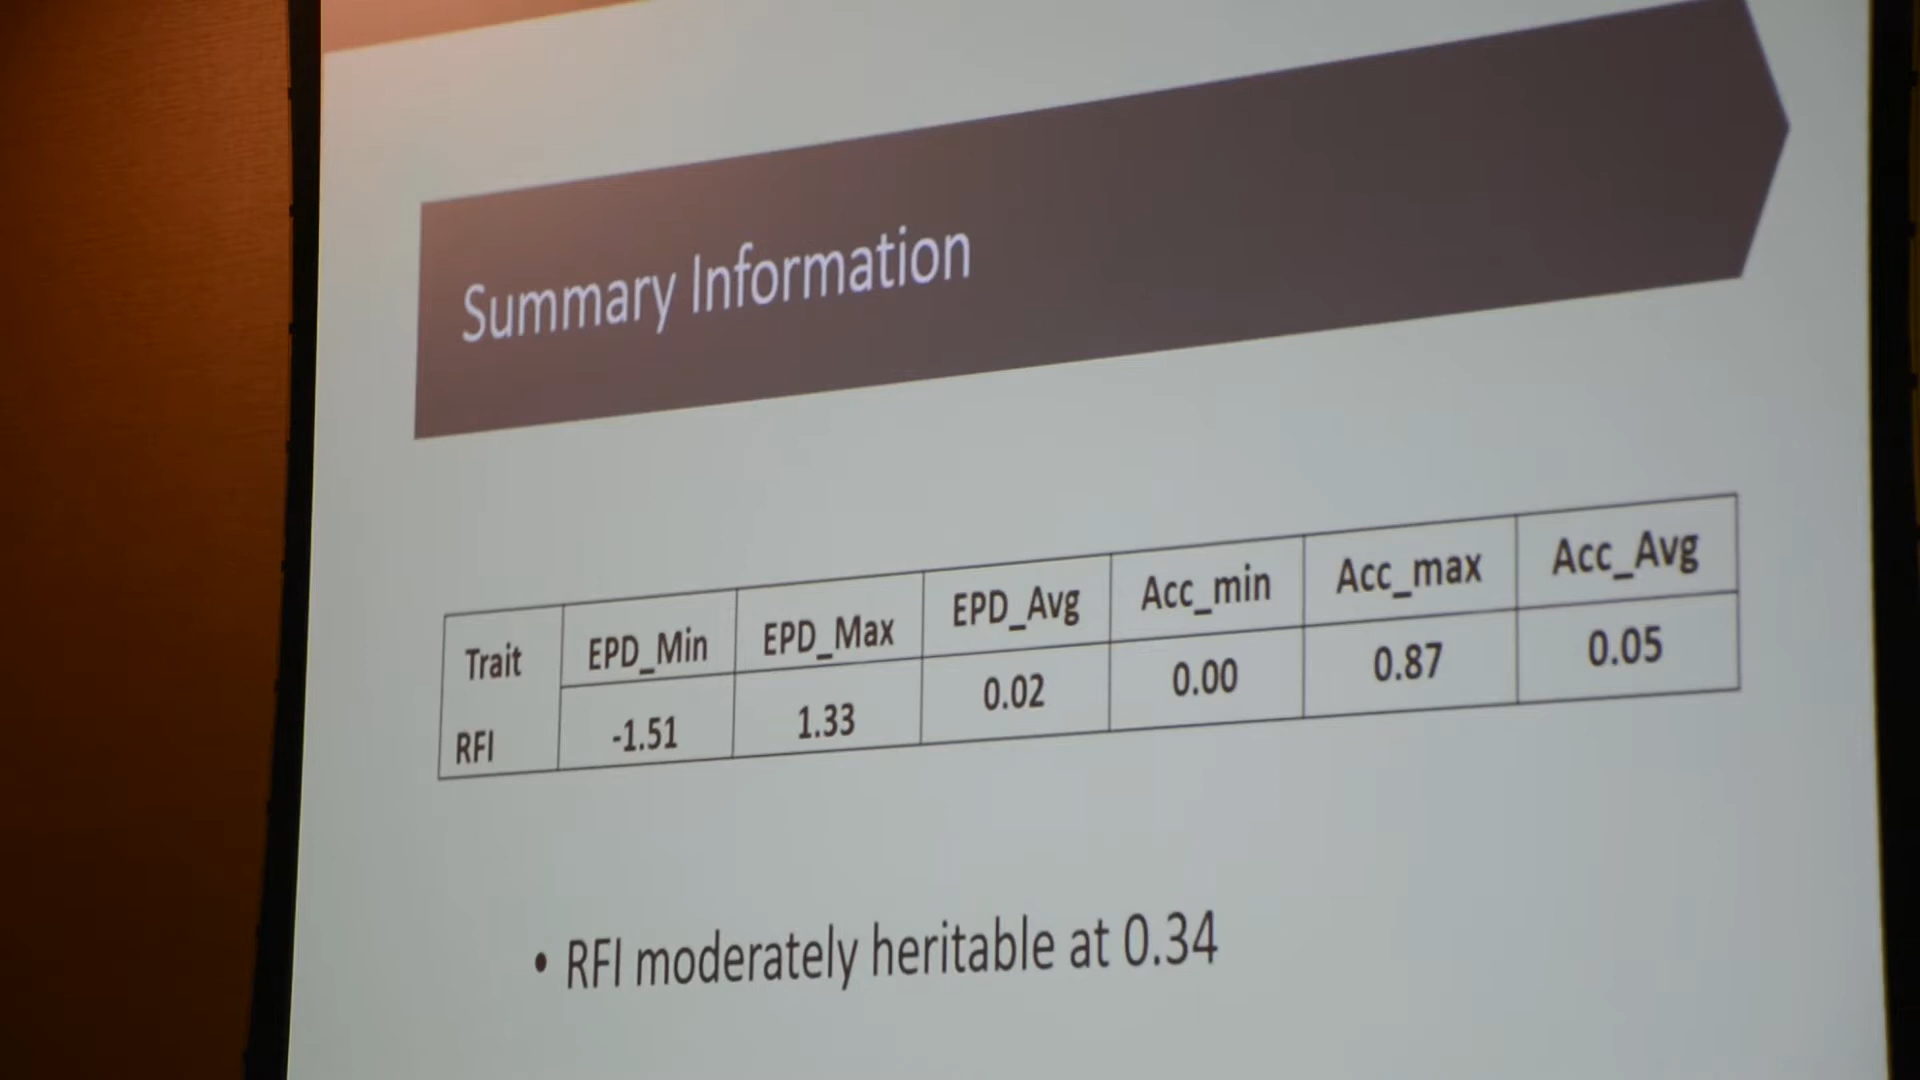 Summary Information
Trait EPD_Min EPD_Max EPD_Avg Acc_min Acc_max Acc_Avg
RFI -1.51 1.33 0.02 0.00 0.87 0.05
• RFI moderately heritable at 0.34